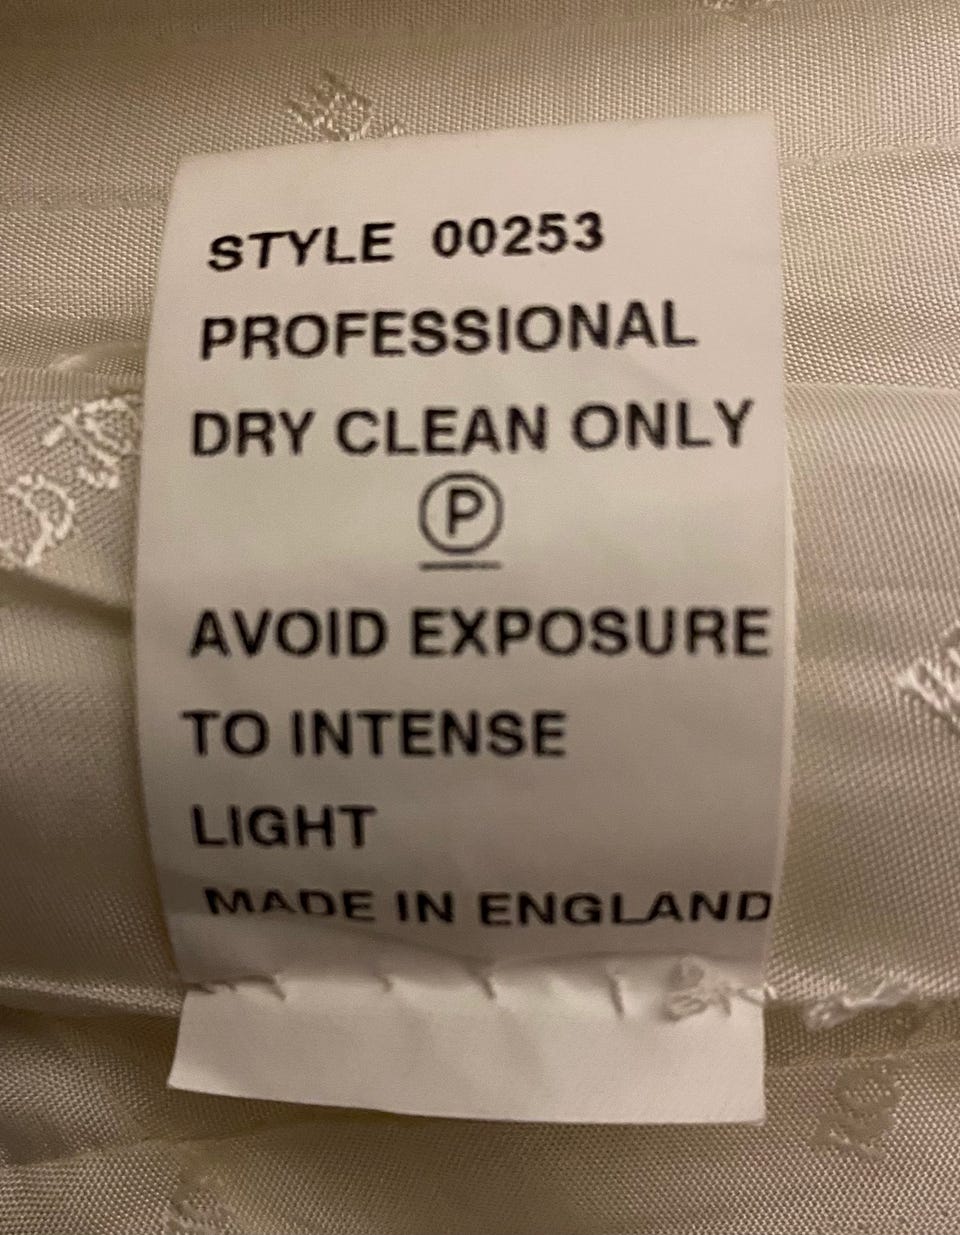 STYLE 00253
PROFESSIONAL
DRY CLEAN ONLY
P
AVOID EXPOSURE
TO INTENSE
LIGHT
MADE IN ENGLAND